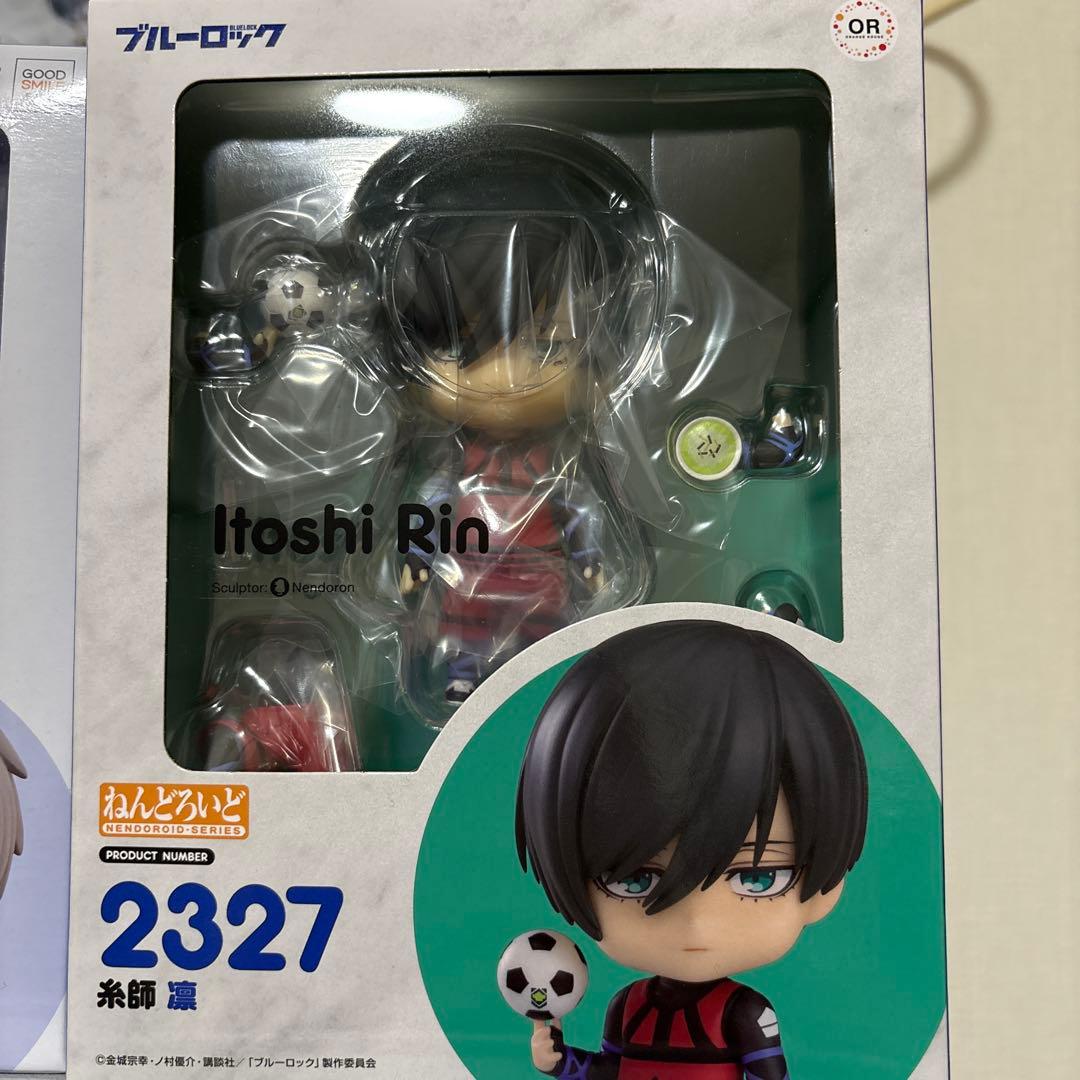 ブルーロック
BLUELOCK
OR
ORANGE ROUGE
GOOD
SMILE
Itoshi Rin
Sculptor: Nendoron
ねんどろいど
NENDOROID・SERIES
PRODUCT NUMBER
2327
糸師 凛
©金城宗幸・ノ村優介・講談社／「ブルーロック」製作委員会